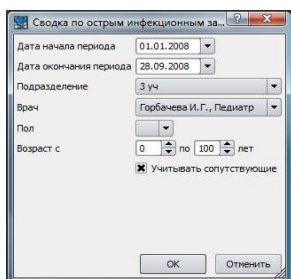 Сводка по острым инфекционным за...
Дата начала периода 01.01.2008
Дата окончания периода 28.09.2008
Подразделение 3 уч
Врач Горбачева И.Г., Педиатр
Пол
Возраст с 0 по 100 лет
Учитывать сопутствующие
ОК Отменить